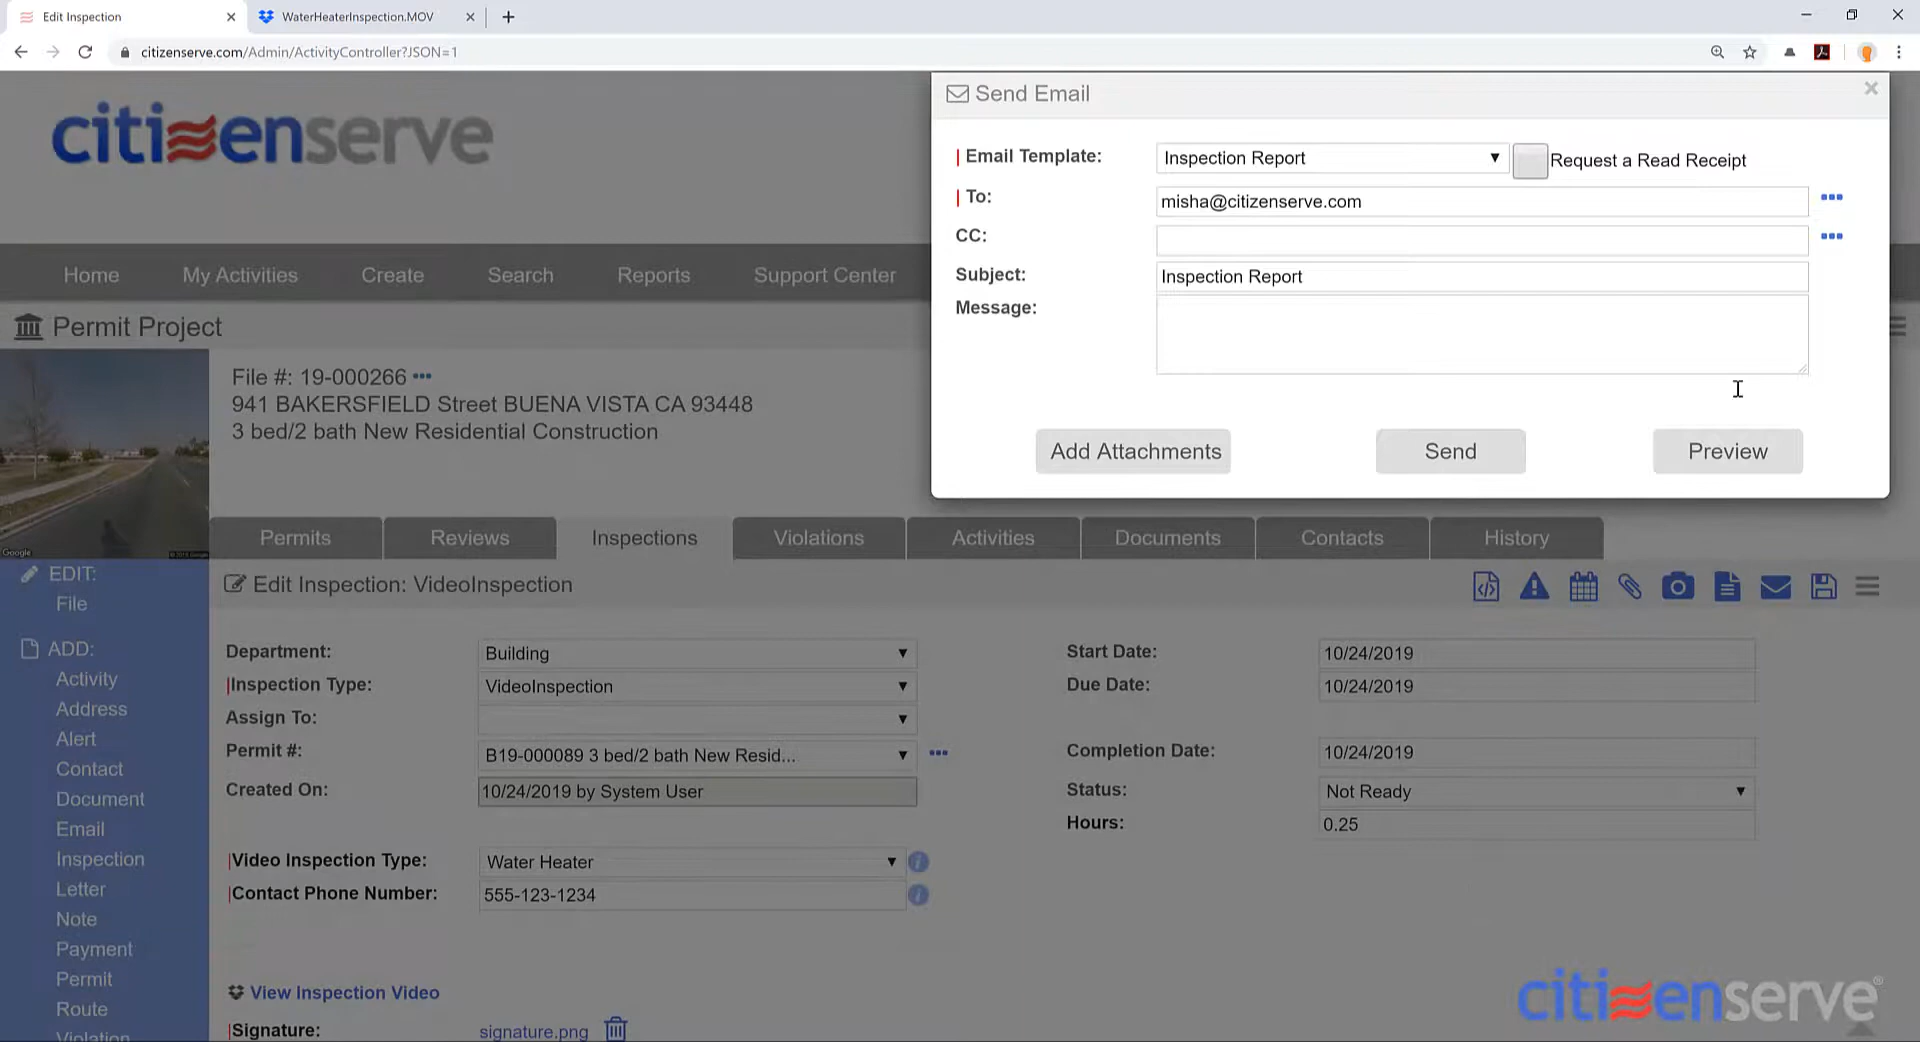 Edit Inspection
WaterHeaterInspection.MOV
citizenserve.com/Admin/ActivityController?JSON=1
citizenserve
Send Email
Email Template: Inspection Report Request a Read Receipt
To: misha@citizenserve.com
CC:
Subject: Inspection Report
Message:
Add Attachments Send Preview
Home My Activities Create Search Reports Support Center
Permit Project
File #: 19-000266
941 BAKERSFIELD Street BUENA VISTA CA 93448
3 bed/2 bath New Residential Construction
Google
Permits Reviews Inspections Violations Activities Documents Contacts History
EDIT:
File
ADD:
Activity
Address
Alert
Contact
Document
Email
Inspection
Letter
Note
Payment
Permit
Route
Violation
Edit Inspection: VideoInspection
Department: Building
Inspection Type: VideoInspection
Assign To:
Permit #: B19-000089 3 bed/2 bath New Resid...
Created On: 10/24/2019 by System User
Start Date: 10/24/2019
Due Date: 10/24/2019
Completion Date: 10/24/2019
Status: Not Ready
Hours: 0.25
Video Inspection Type: Water Heater
Contact Phone Number: 555-123-1234
View Inspection Video
Signature: signature.png
citizenserve®